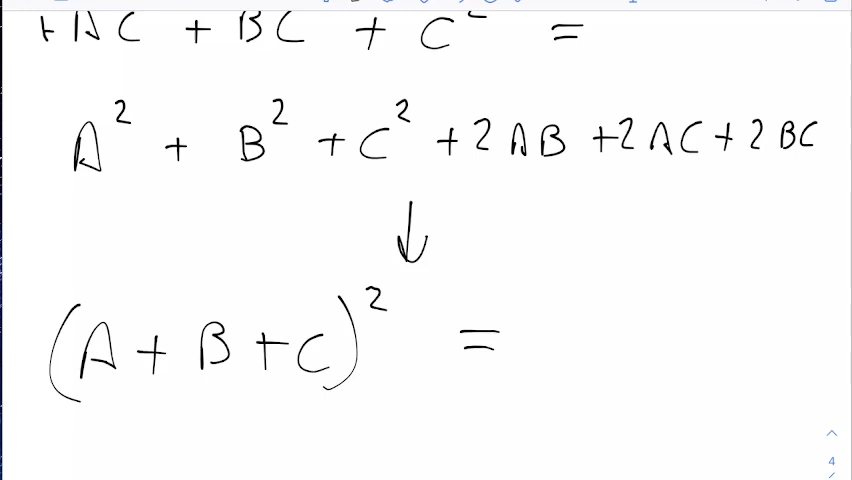 +AC + BC + C² =
A² + B² + C² + 2AB + 2AC + 2BC
↓
(A + B + C)² =
4